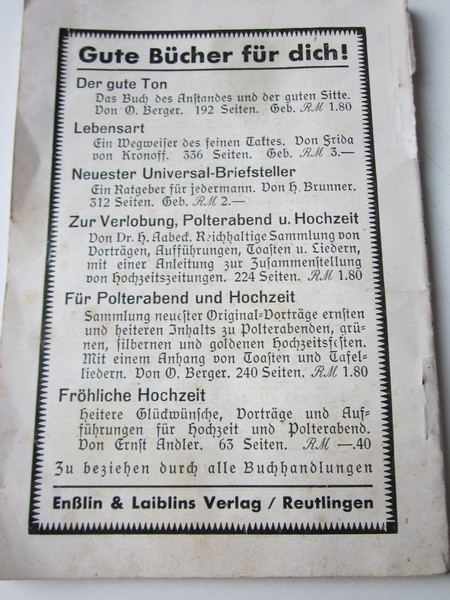 Gute Bücher für dich!
Der gute Ton
Das Buch des Anstandes und der guten Sitte.
Von O. Berger. 192 Seiten. Geb. RM 1.80
Lebensart
Ein Wegweiser des feinen Taktes. Von Frida
von Kronoff. 336 Seiten. Geb. RM 3.—
Neuester Universal-Briefsteller
Ein Ratgeber für jedermann. Von H. Brunner.
312 Seiten. Geb. RM 2.—
Zur Verlobung, Polterabend u. Hochzeit
Von Dr. H. Aabeck. Reichhaltige Sammlung von
Vorträgen, Aufführungen, Toasten u. Liedern,
mit einer Anleitung zur Zusammenstellung
von Hochzeitszeitungen. 224 Seiten. RM 1.80
Für Polterabend und Hochzeit
Sammlung neuester Original-Vorträge ernsten
und heiteren Inhalts zu Polterabenden, grü-
nen, silbernen und goldenen Hochzeitsfesten.
Mit einem Anhang von Toasten und Tafel-
liedern. Von O. Berger. 240 Seiten. RM 1.80
Fröhliche Hochzeit
Heitere Glückwünsche, Vorträge und Auf-
führungen für Hochzeit und Polterabend.
Von Ernst Andler. 63 Seiten. RM —.40
Zu beziehen durch alle Buchhandlungen
Enßlin & Laiblins Verlag / Reutlingen